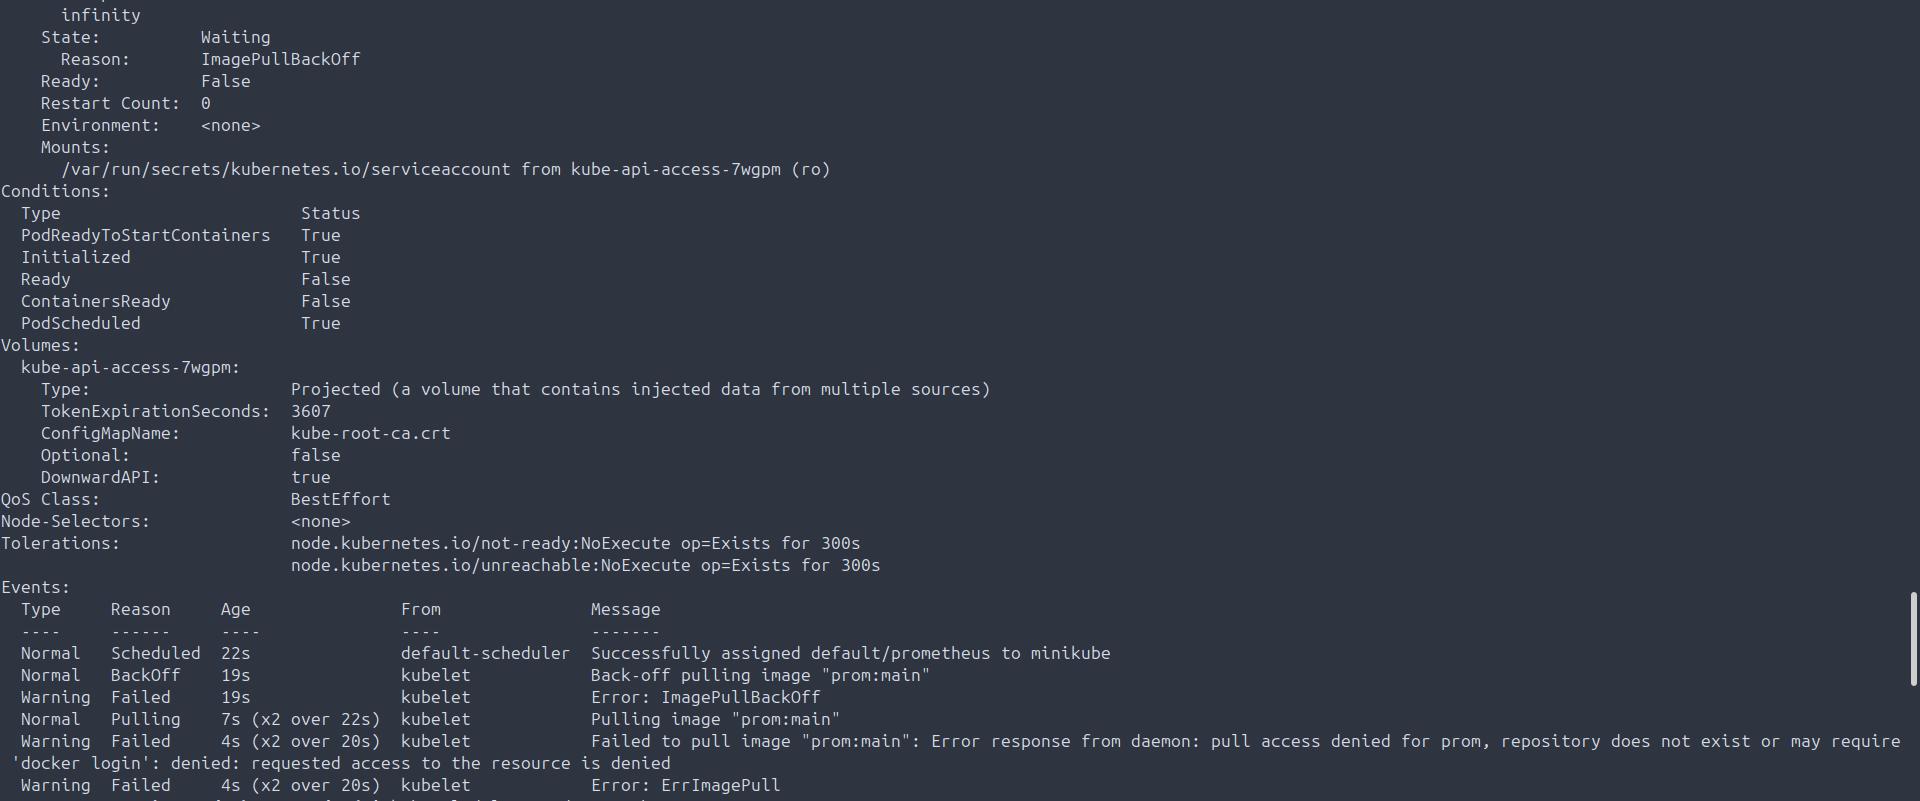 infinity
State: Waiting
Reason: ImagePullBackOff
Ready: False
Restart Count: 0
Environment: <none>
Mounts:
/var/run/secrets/kubernetes.io/serviceaccount from kube-api-access-7wgpm (ro)
Conditions:
Type Status
PodReadyToStartContainers True
Initialized True
Ready False
ContainersReady False
PodScheduled True
Volumes:
kube-api-access-7wgpm:
Type: Projected (a volume that contains injected data from multiple sources)
TokenExpirationSeconds: 3607
ConfigMapName: kube-root-ca.crt
Optional: false
DownwardAPI: true
QoS Class: BestEffort
Node-Selectors: <none>
Tolerations: node.kubernetes.io/not-ready:NoExecute op=Exists for 300s
node.kubernetes.io/unreachable:NoExecute op=Exists for 300s
Events:
Type Reason Age From Message
---- ------ ---- ---- -------
Normal Scheduled 22s default-scheduler Successfully assigned default/prometheus to minikube
Normal BackOff 19s kubelet Back-off pulling image "prom:main"
Warning Failed 19s kubelet Error: ImagePullBackOff
Normal Pulling 7s (x2 over 22s) kubelet Pulling image "prom:main"
Warning Failed 4s (x2 over 20s) kubelet Failed to pull image "prom:main": Error response from daemon: pull access denied for prom, repository does not exist or may require
'docker login': denied: requested access to the resource is denied
Warning Failed 4s (x2 over 20s) kubelet Error: ErrImagePull